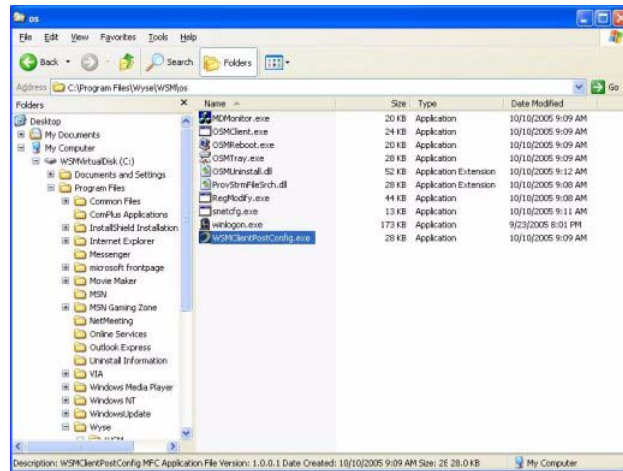 os
File Edit View Favorites Tools Help
Back Search Folders
Address C:\Program Files\Wyse\WSM\os Go
Folders × Name Size Type Date Modified
Desktop
My Documents
My Computer
WSMVirtualDisk (C:)
Documents and Settings
Program Files
Common Files
ComPlus Applications
InstallShield Installation
Internet Explorer
Messenger
microsoft frontpage
Movie Maker
MSN
MSN Gaming Zone
NetMeeting
Online Services
Outlook Express
Uninstall Information
VIA
Windows Media Player
Windows NT
WindowsUpdate
Wyse
WSM
MDMonitor.exe 20 KB Application 10/10/2005 9:09 AM
OSMClient.exe 24 KB Application 10/10/2005 9:09 AM
OSMReboot.exe 28 KB Application 10/10/2005 9:09 AM
OSMTray.exe 28 KB Application 10/10/2005 9:09 AM
OSMUninstall.dll 52 KB Application Extension 10/10/2005 9:12 AM
ProvStrmFileSrch.dll 28 KB Application Extension 10/10/2005 9:08 AM
RegModify.exe 44 KB Application 10/10/2005 9:08 AM
snetcfg.exe 13 KB Application 10/10/2005 9:11 AM
winlogon.exe 173 KB Application 9/23/2005 8:01 PM
WSMClientPostConfig.exe 28 KB Application 10/10/2005 9:09 AM
Description: WSMClientPostConfig MFC Application File Version: 1.0.0.1 Date Created: 10/10/2005 9:09 AM Size: 28 28.0 KB My Computer